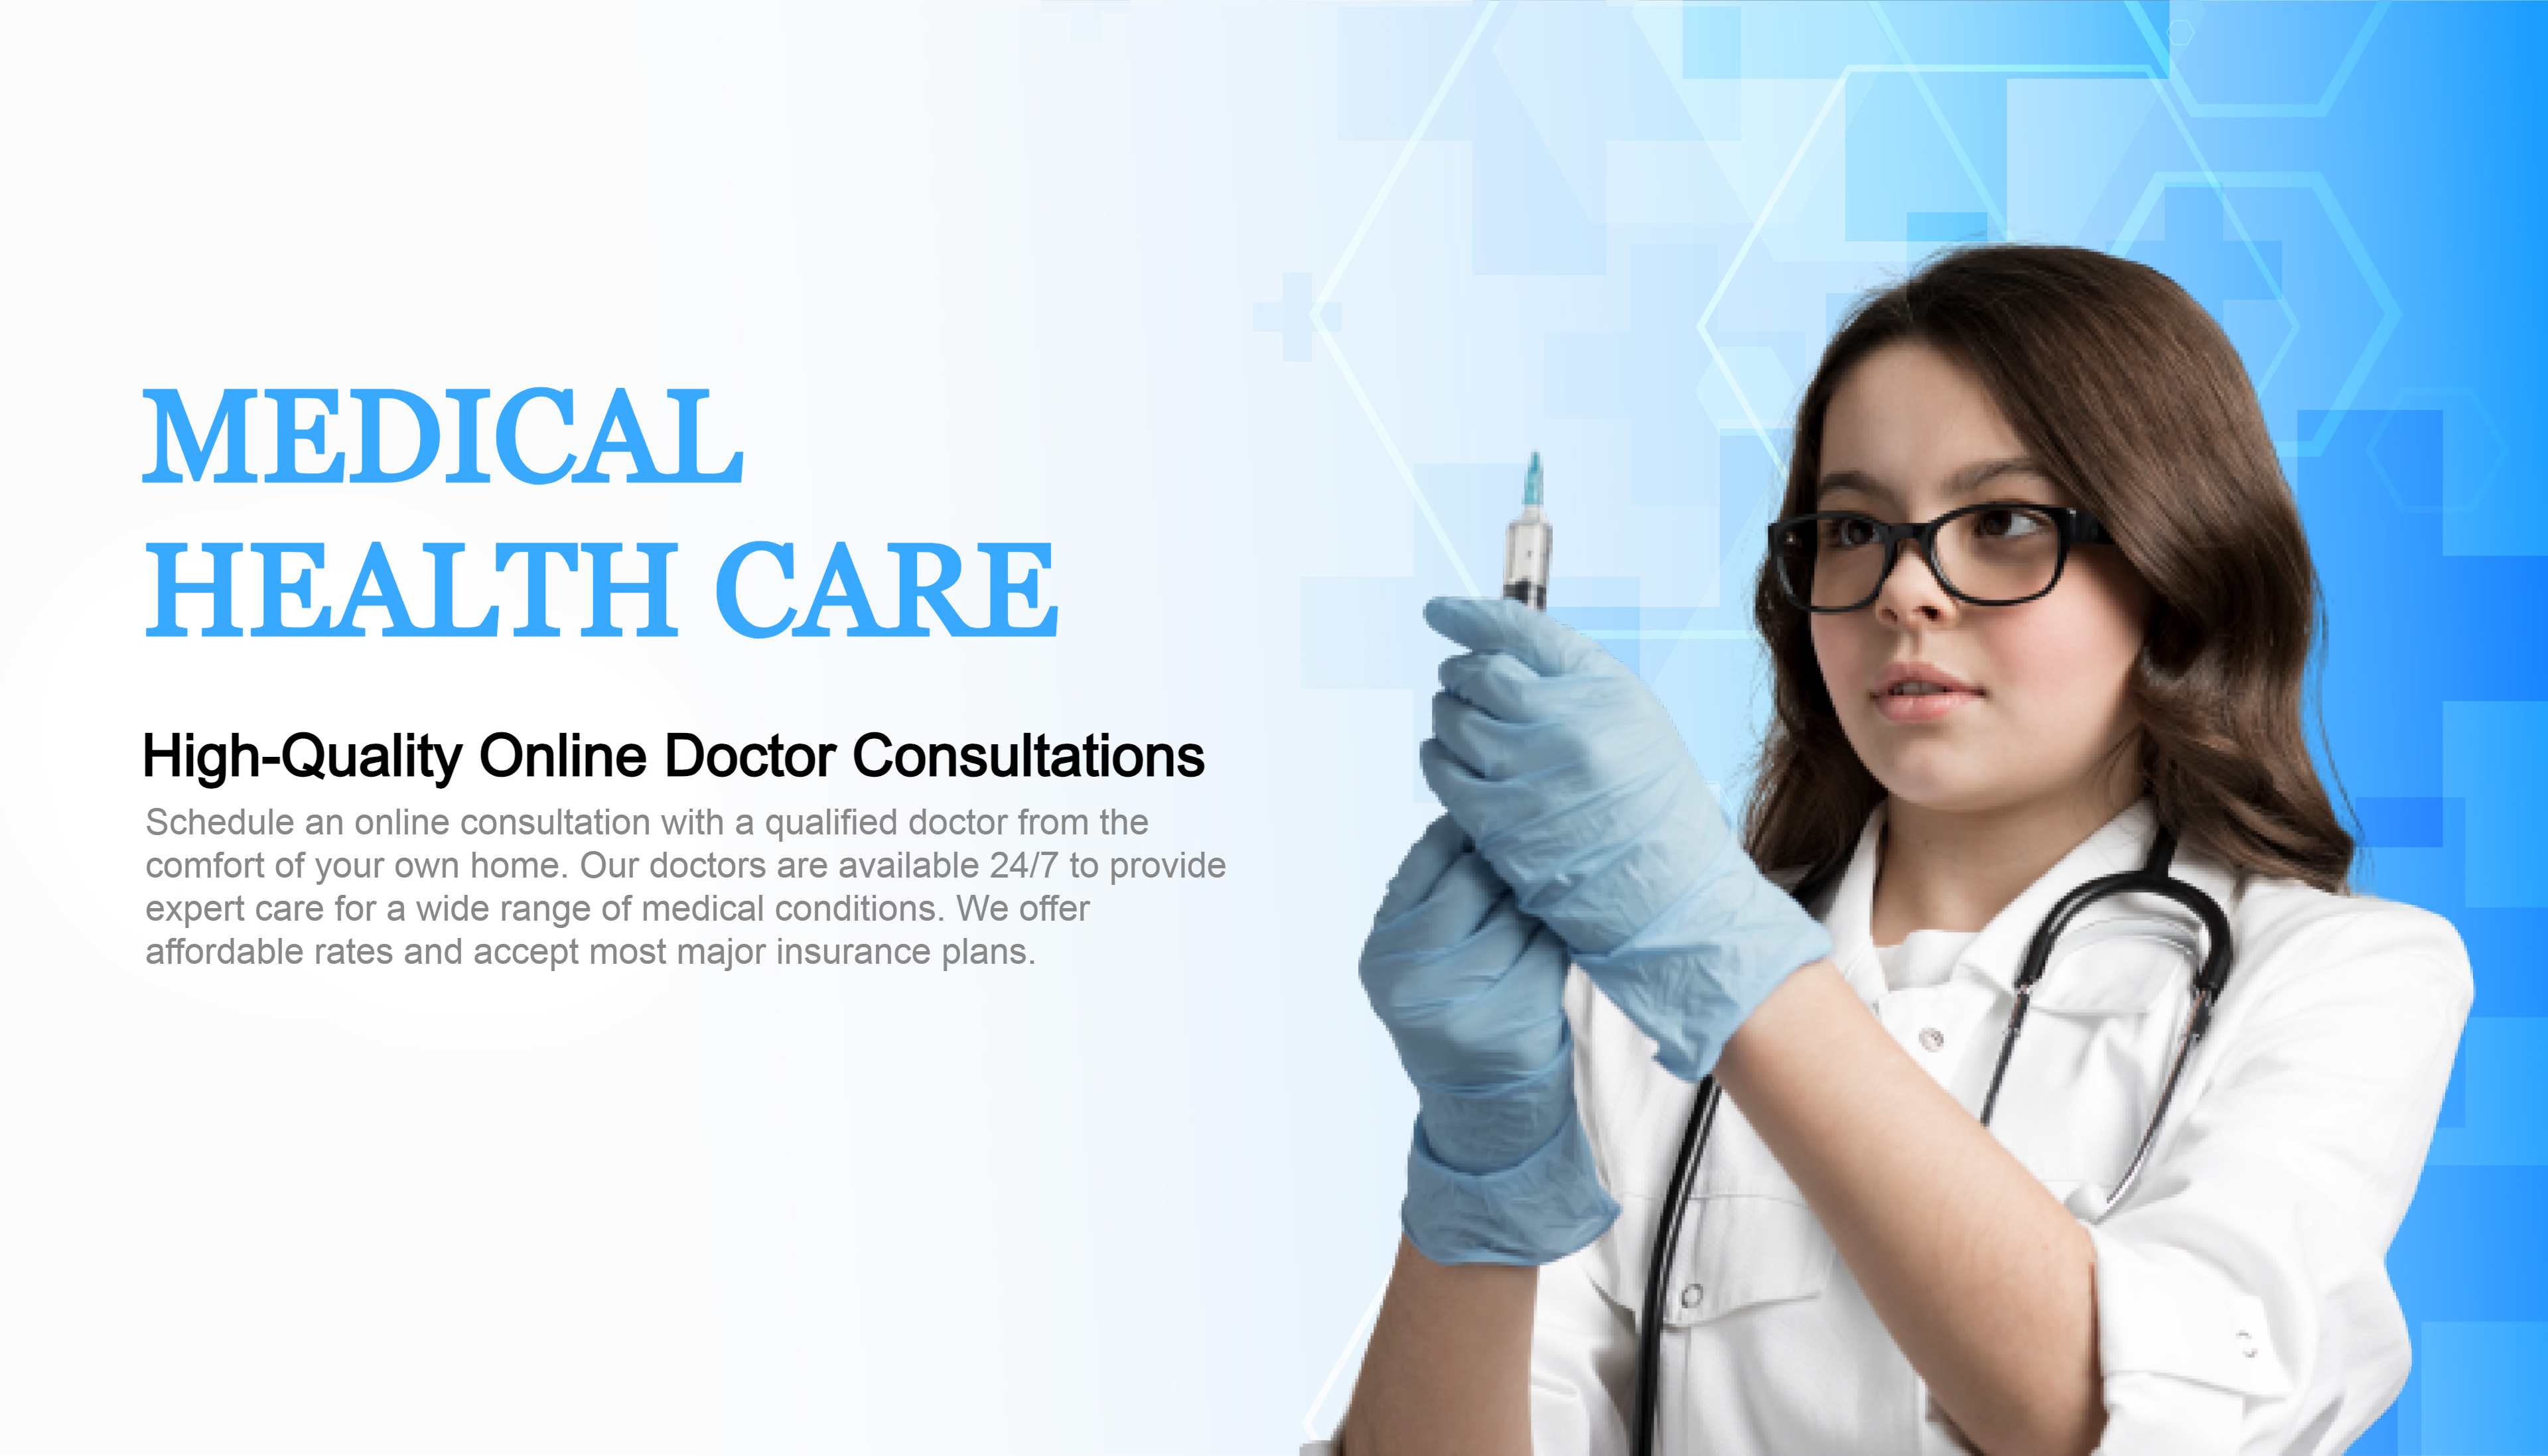 MEDICAL
HEALTH CARE
High-Quality Online Doctor Consultations
Schedule an online consultation with a qualified doctor from the
comfort of your own home. Our doctors are available 24/7 to provide
expert care for a wide range of medical conditions. We offer
affordable rates and accept most major insurance plans.